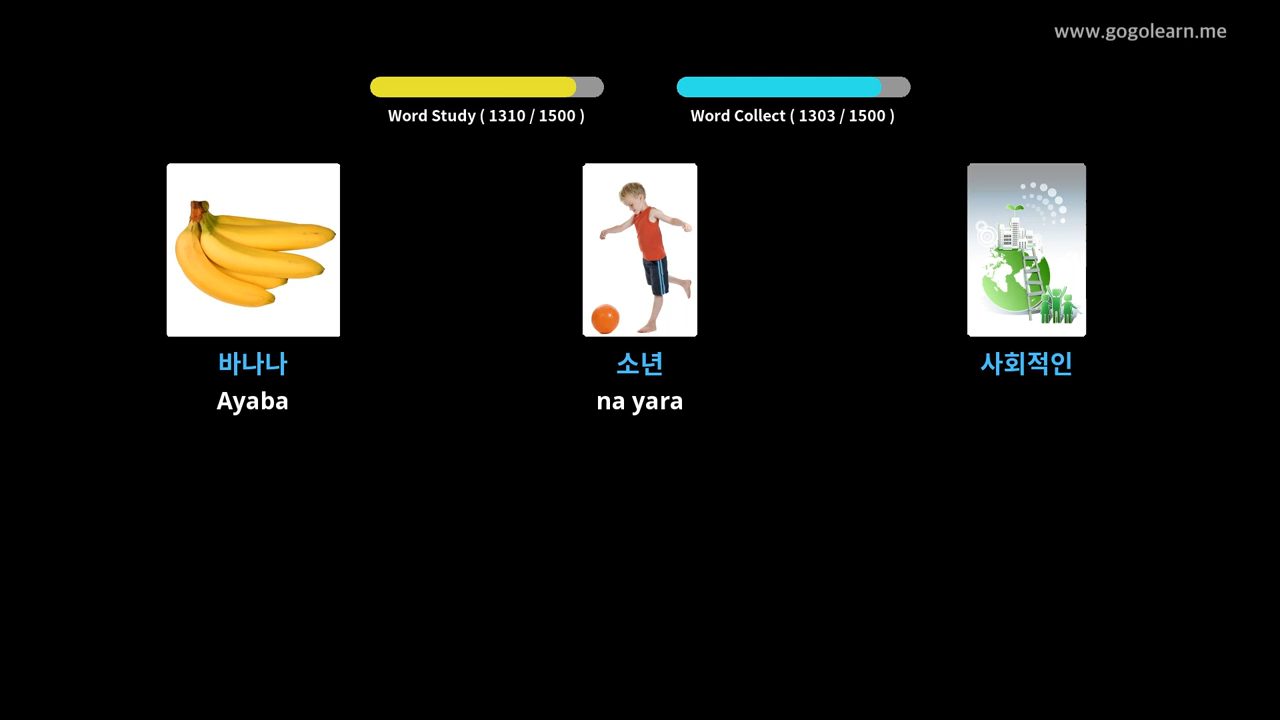 www.gogolearn.me
Word Study ( 1310 / 1500 )
Word Collect ( 1303 / 1500 )
바나나
소년
사회적인
Ayaba
na yara